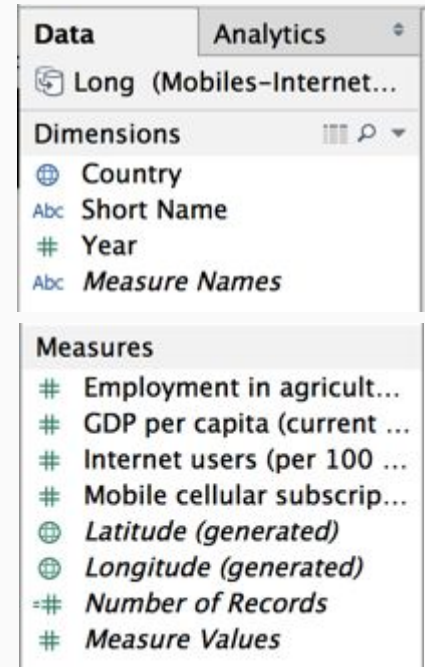 Data Analytics
Long (Mobiles-Internet...
Dimensions
Country
Abc Short Name
# Year
Abc Measure Names
Measures
# Employment in agricult...
# GDP per capita (current ...
# Internet users (per 100 ...
# Mobile cellular subscrip...
Latitude (generated)
Longitude (generated)
=# Number of Records
# Measure Values